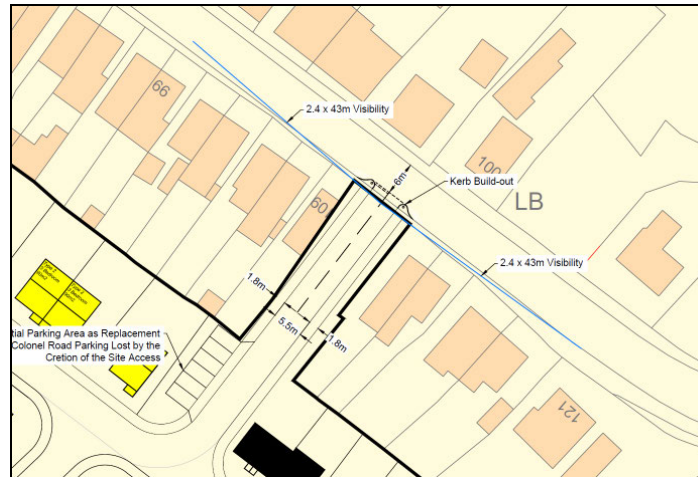 2.4 x 43m Visibility
66
6m
Kerb Build-out
100
LB
60
2.4 x 43m Visibility
1.8m
5.5m
1.8m
tial Parking Area as Replacement
Colonel Road Parking Lost by the
Cretion of the Site Access
121